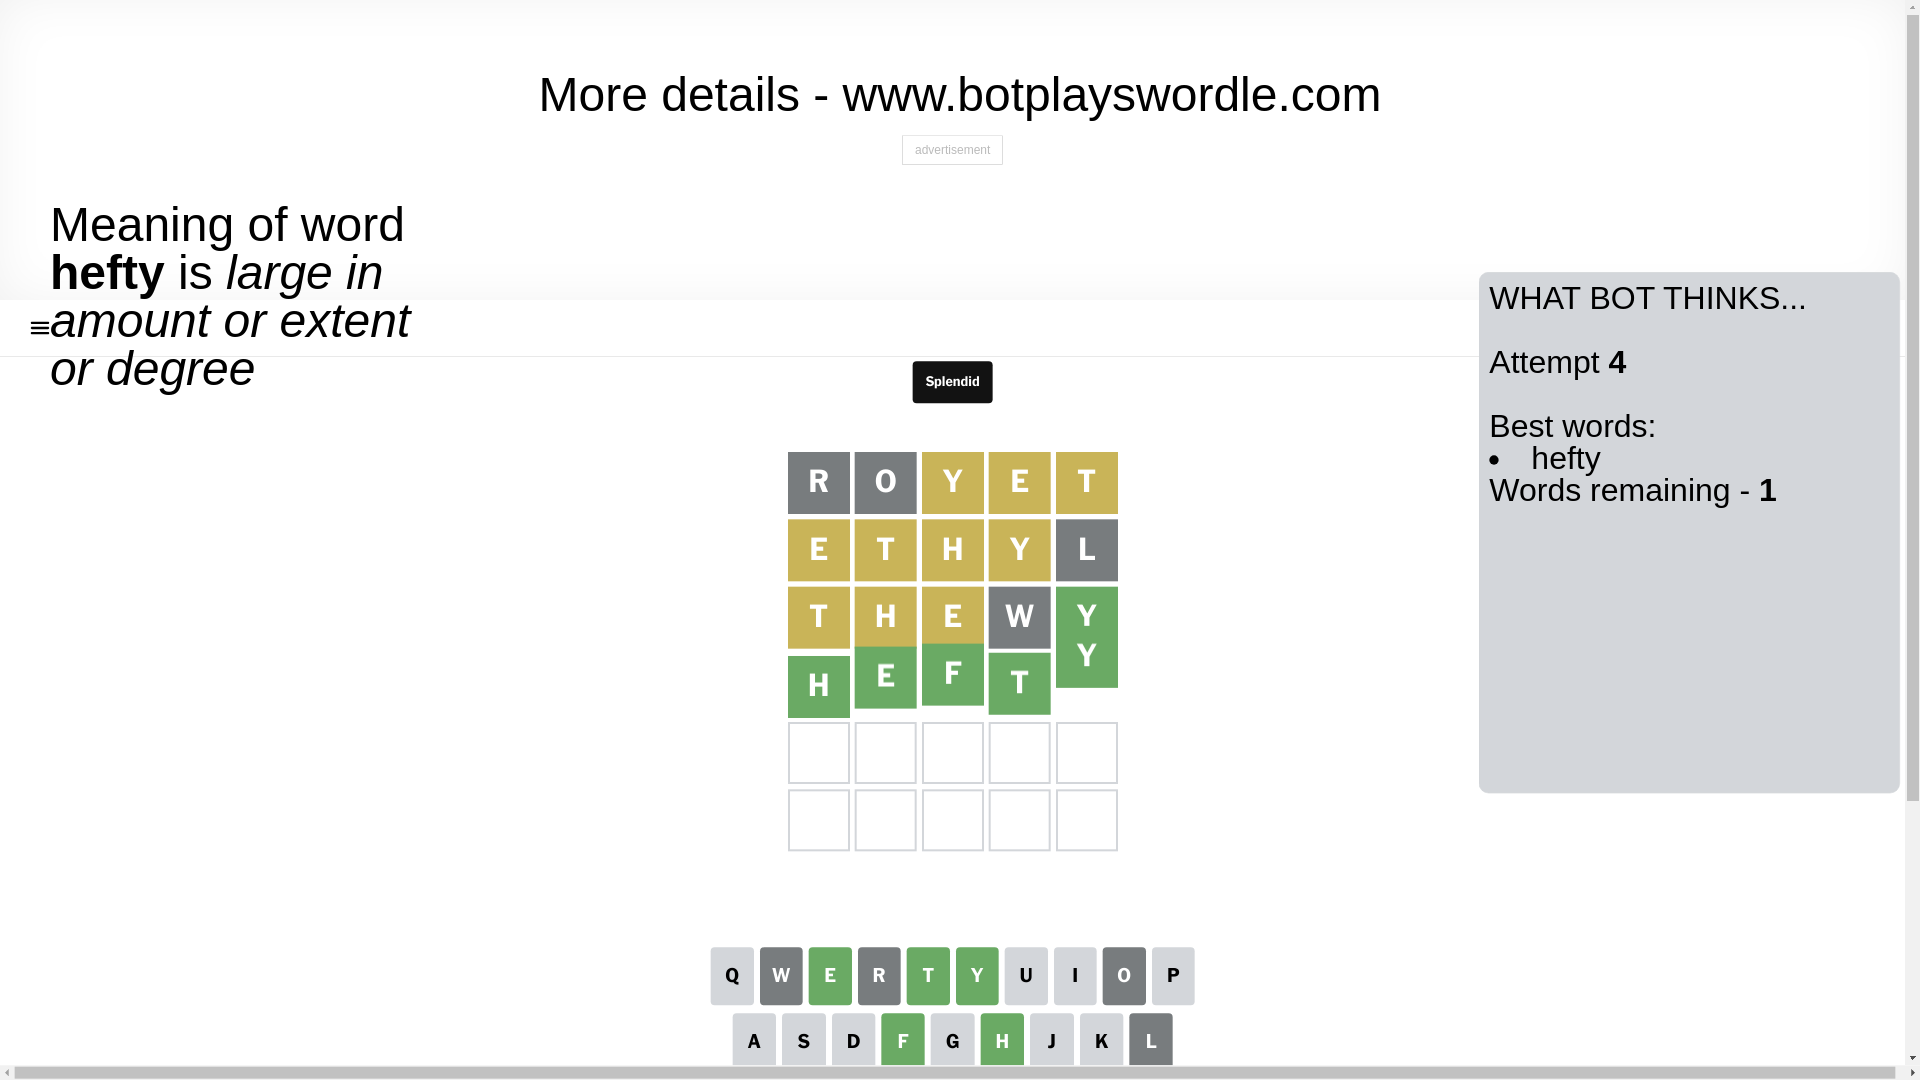 More details - www.botplayswordle.com
advertisement
Meaning of word
hefty is large in
amount or extent
or degree
WHAT BOT THINKS...
Attempt 4
Best words:
• hefty
Words remaining - 1
Splendid
R O Y E T
E T H Y L
T H E W Y
H E F T Y
Q W E R T Y U I O P
A S D F G H J K L